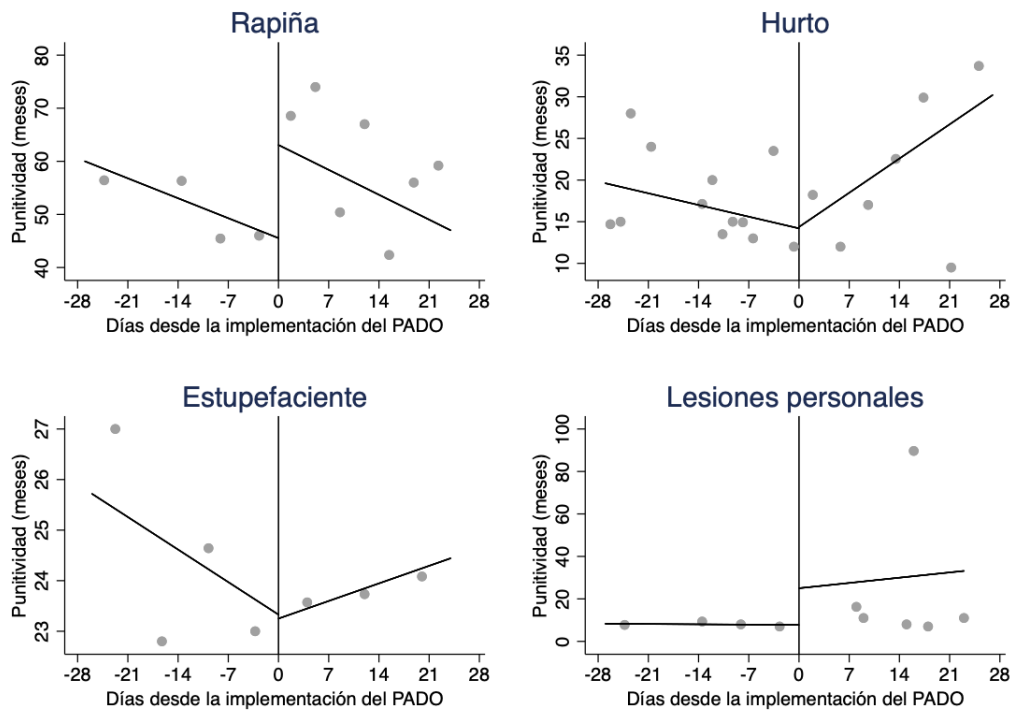 Rapiña
Punitividad (meses)
80
70
60
50
40
-28 -21 -14 -7 0 7 14 21 28
Días desde la implementación del PADO
Hurto
Punitividad (meses)
35
30
25
20
15
10
-28 -21 -14 -7 0 7 14 21 28
Días desde la implementación del PADO
Estupefaciente
Punitividad (meses)
27
26
25
24
23
-28 -21 -14 -7 0 7 14 21 28
Días desde la implementación del PADO
Lesiones personales
Punitividad (meses)
100
80
60
40
20
0
-28 -21 -14 -7 0 7 14 21 28
Días desde la implementación del PADO